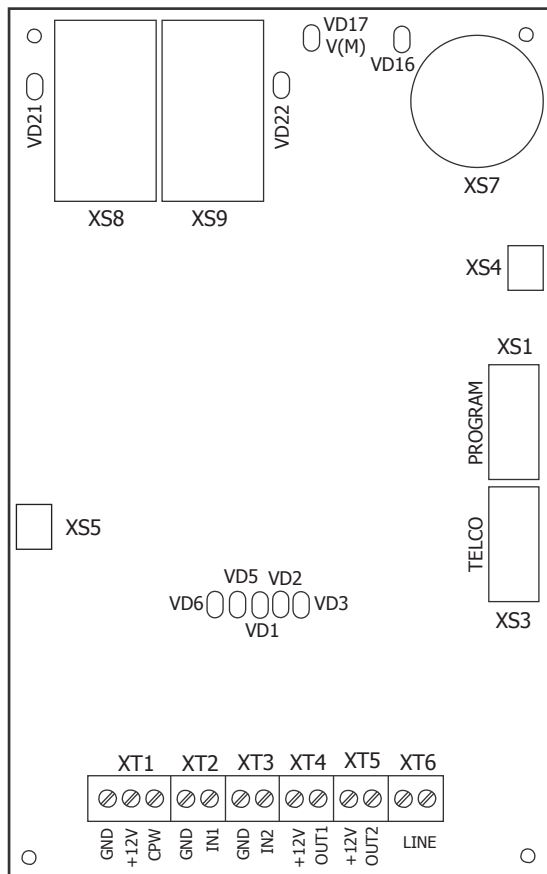 VD17
V(M)
VD16
VD21
VD22
XS7
XS8
XS9
XS4
XS1
PROGRAM
XS5
TELCO
VD5
VD2
VD6
VD3
VD1
XS3
XT1 XT2 XT3 XT4 XT5 XT6
GND +12V CPW GND IN1 GND IN2 +12V OUT1 +12V OUT2 LINE